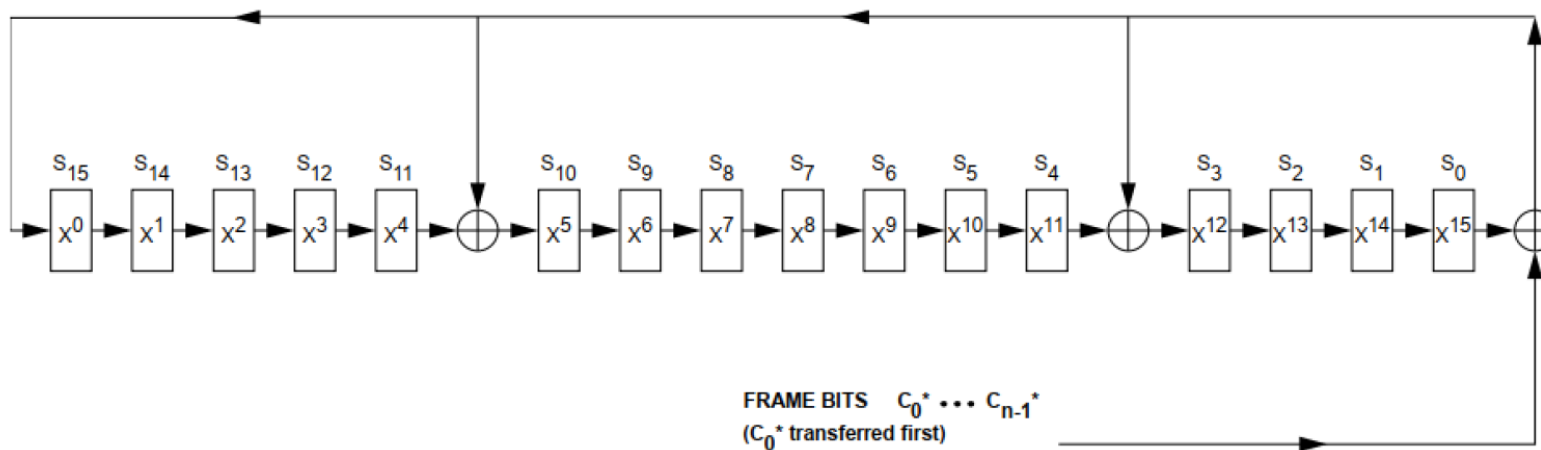 S15 S14 S13 S12 S11 S10 S9 S8 S7 S6 S5 S4 S3 S2 S1 S0
X0 X1 X2 X3 X4 X5 X6 X7 X8 X9 X10 X11 X12 X13 X14 X15
FRAME BITS C0* ••• Cn-1*
(C0* transferred first)